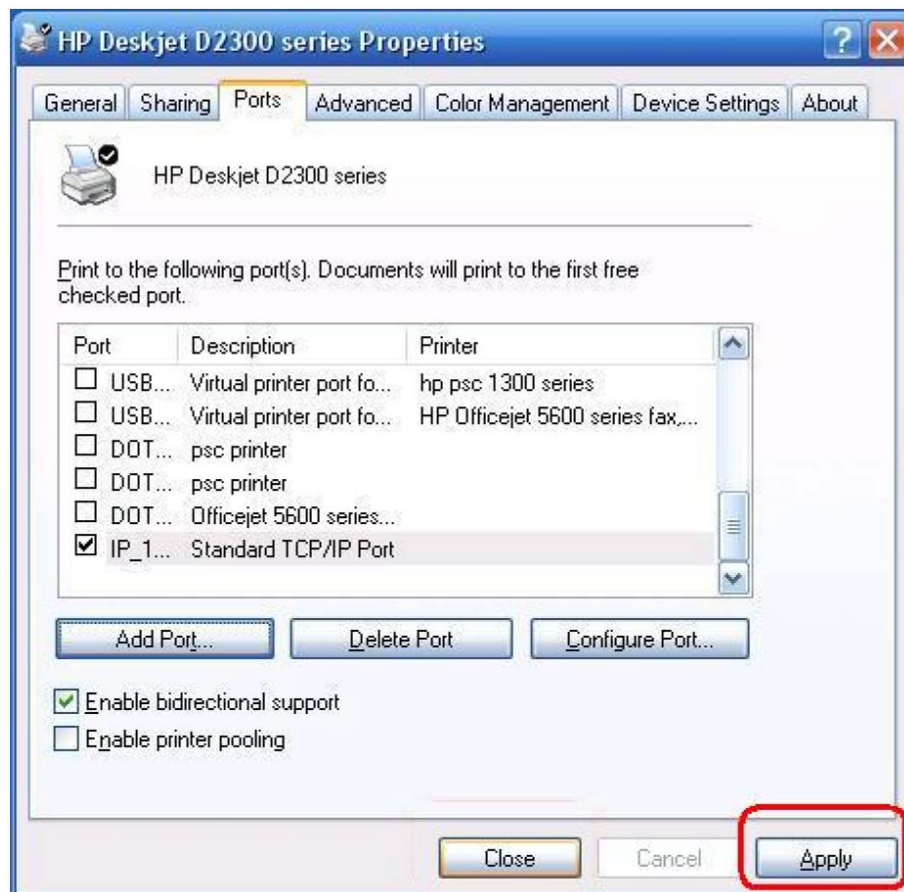 HP Deskjet D2300 series Properties
General Sharing Ports Advanced Color Management Device Settings About
HP Deskjet D2300 series
Print to the following port(s). Documents will print to the first free
checked port.
Port Description Printer
USB... Virtual printer port fo... hp psc 1300 series
USB... Virtual printer port fo... HP Officejet 5600 series fax,...
DOT... psc printer
DOT... psc printer
DOT... Officejet 5600 series...
IP_1... Standard TCP/IP Port
Add Port... Delete Port Configure Port...
Enable bidirectional support
Enable printer pooling
Close Cancel Apply